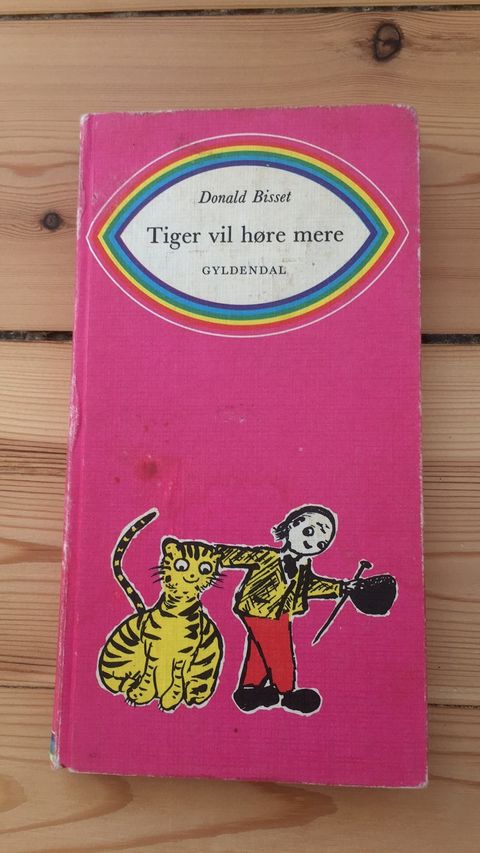 Donald Bisset
Tiger vil høre mere
GYLDENDAL